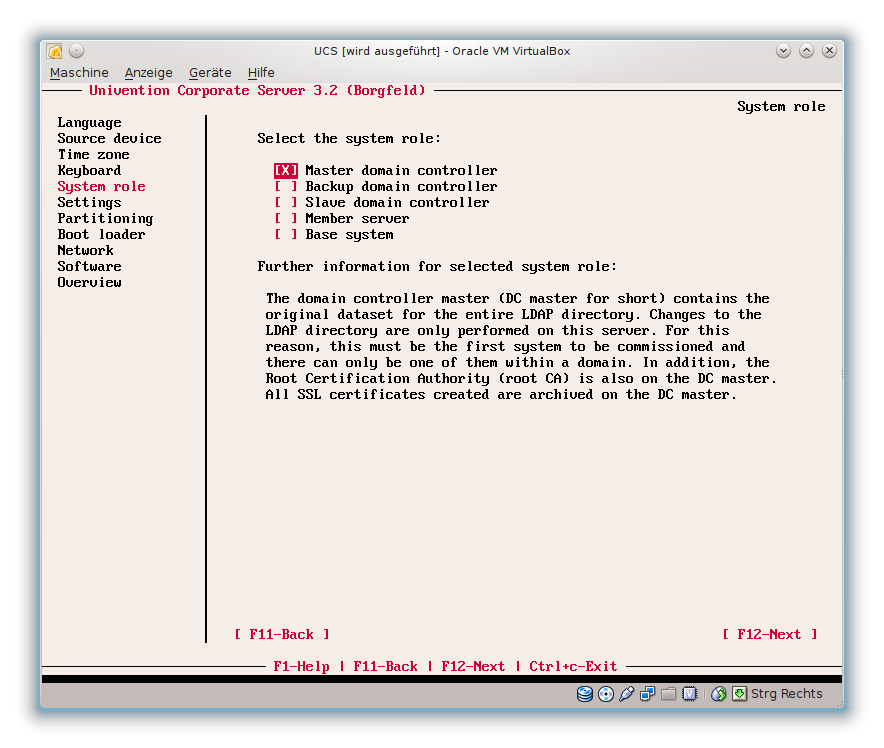 UCS [wird ausgeführt] - Oracle VM VirtualBox
Maschine Anzeige Geräte Hilfe
Univention Corporate Server 3.2 (Borgfeld)
System role
Language
Source device
Time zone
Keyboard
System role
Settings
Partitioning
Boot loader
Network
Software
Overview
Select the system role:
[X] Master domain controller
[ ] Backup domain controller
[ ] Slave domain controller
[ ] Member server
[ ] Base system
Further information for selected system role:
The domain controller master (DC master for short) contains the
original dataset for the entire LDAP directory. Changes to the
LDAP directory are only performed on this server. For this
reason, this must be the first system to be commissioned and
there can only be one of them within a domain. In addition, the
Root Certification Authority (root CA) is also on the DC master.
All SSL certificates created are archived on the DC master.
[ F11-Back ] [ F12-Next ]
F1-Help | F11-Back | F12-Next | Ctrl+c-Exit
Strg Rechts